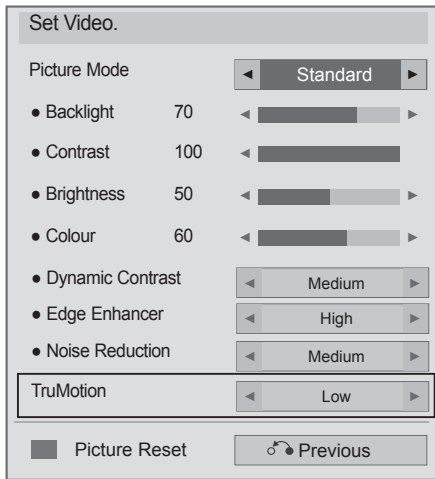 Set Video.
Picture Mode ◄ Standard ►
● Backlight 70 ◄ ►
● Contrast 100 ◄
● Brightness 50 ◄ ►
● Colour 60 ◄ ►
● Dynamic Contrast ◄ Medium ►
● Edge Enhancer ◄ High ►
● Noise Reduction ◄ Medium ►
TruMotion ◄ Low ►
Picture Reset Previous